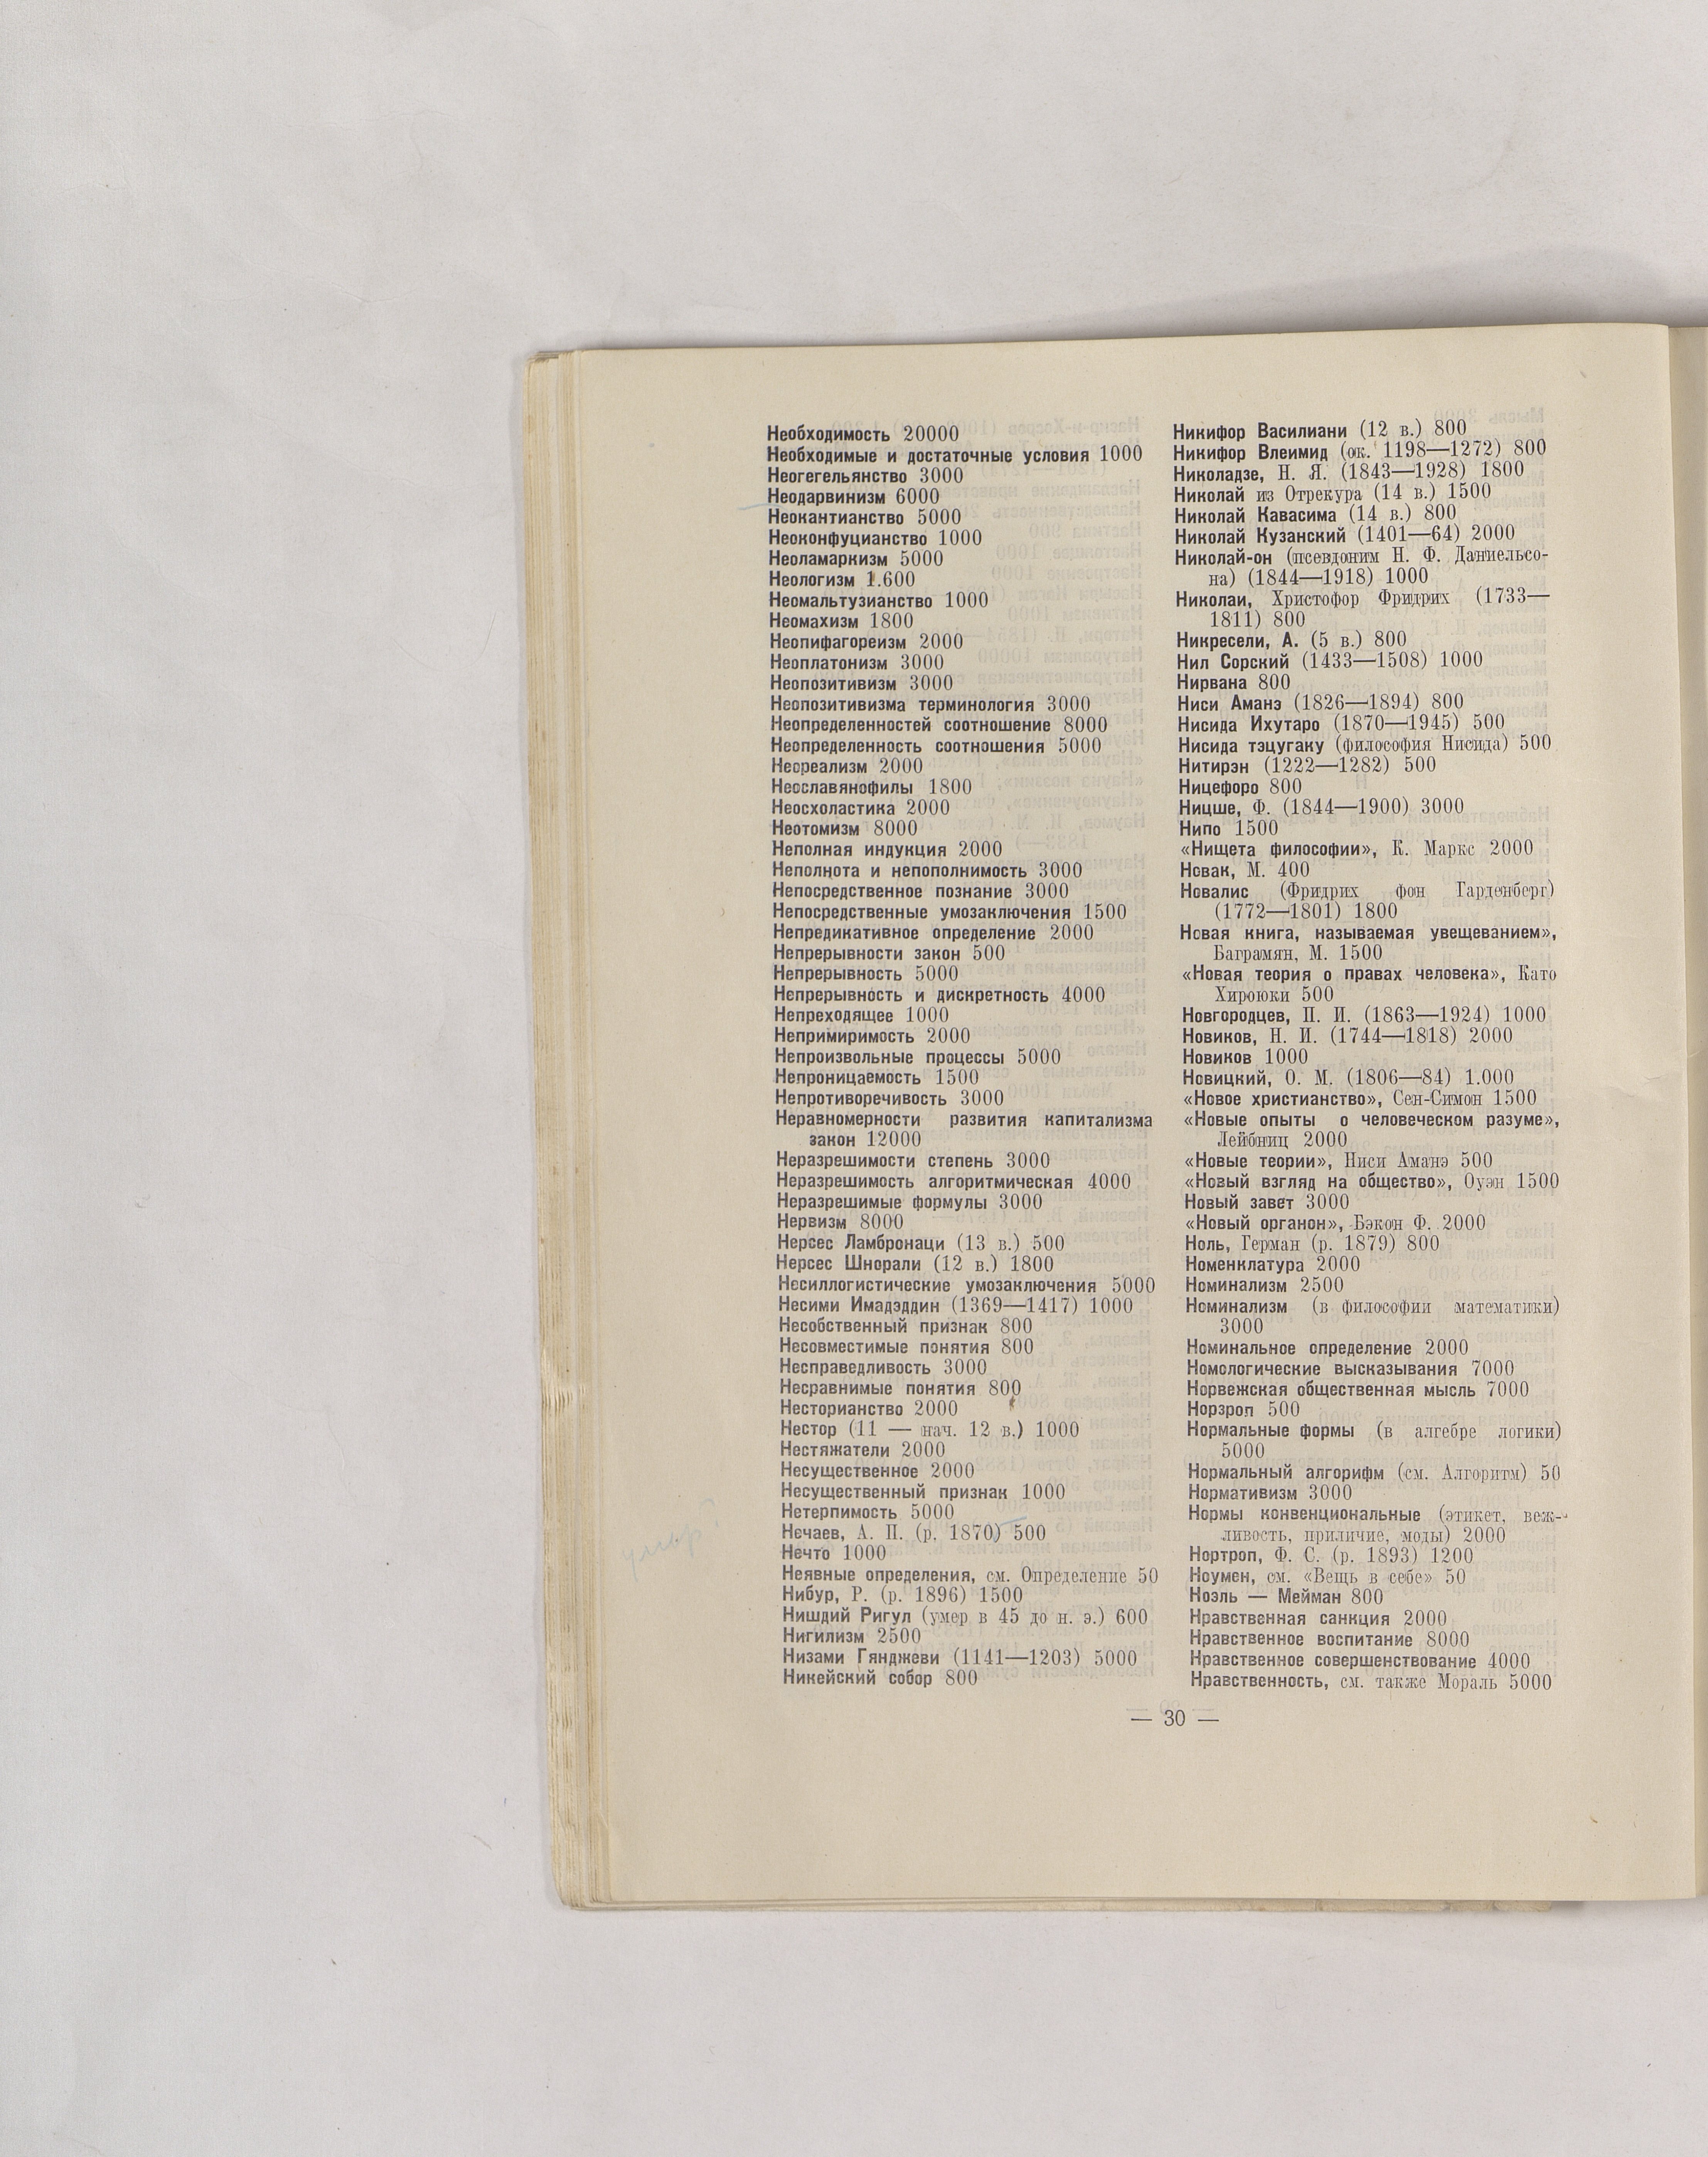 Необходимость 20000
Необходимые и достаточные условия 1000
Неогегельянство 3000
Неодарвинизм 6000
Неокантианство 5000
Неоконфуцианство 1000
Неоламаркизм 5000
Неологизм 1.600
Неомальтузианство 1000
Неомахизм 1800
Неопифагореизм 2000
Неоплатонизм 3000
Неопозитивизм 3000
Неопозитивизма терминология 3000
Неопределенностей соотношение 8000
Неопределенность соотношения 5000
Неореализм 2000
Неославянофилы 1800
Неосхоластика 2000
Неотомизм 8000
Неполная индукция 2000
Неполнота и непополнимость 3000
Непосредственное познание 3000
Непосредственные умозаключения 1500
Непредикативное определение 2000
Непрерывности закон 500
Непрерывность 5000
Непрерывность и дискретность 4000
Непреходящее 1000
Непримиримость 2000
Непроизвольные процессы 5000
Непроницаемость 1500
Непротиворечивость 3000
Неравномерности развития капитализма
закон 12000
Неразрешимости степень 3000
Неразрешимость алгоритмическая 4000
Неразрешимые формулы 3000
Нервизм 8000
Нерсес Ламбронаци (13 в.) 500
Нерсес Шнорали (12 в.) 1800
Несиллогистические умозаключения 5000
Несими Имадэддин (1369—1417) 1000
Несобственный признак 800
Несовместимые понятия 800
Несправедливость 3000
Несравнимые понятия 800
Несторианство 2000
Нестор (11 — нач. 12 в.) 1000
Нестяжатели 2000
Несущественное 2000
Несущественный признак 1000
Нетерпимость 5000
Нечаев, А. П. (р. 1870) 500
Нечто 1000
Неявные определения, см. Определение 50
Нибур, Р. (р. 1896) 1500
Нишдий Ригул (умер в 45 до н. э.) 600
Нигилизм 2500
Низами Гянджеви (1141—1203) 5000
Никейский собор 800
Никифор Василиани (12 в.) 800
Никифор Влеимид (ок. 1198—1272) 800
Николадзе, Н. Я. (1843—1928) 1800
Николай из Отрекура (14 в.) 1500
Николай Кавасима (14 в.) 800
Николай Кузанский (1401—64) 2000
Николай-он (псевдоним Н. Ф. Даниельсо-
на) (1844—1918) 1000
Николаи, Христофор Фридрих (1733—
1811) 800
Никресели, А. (5 в.) 800
Нил Сорский (1433—1508) 1000
Нирвана 800
Ниси Аманэ (1826—1894) 800
Нисида Ихутаро (1870—1945) 500
Нисида тэцугаку (философия Нисида) 500
Нитирэн (1222—1282) 500
Ницефоро 800
Ницше, Ф. (1844—1900) 3000
Нипо 1500
«Нищета философии», К. Маркс 2000
Новак, М. 400
Новалис (Фридрих фон Гарденберг)
(1772—1801) 1800
Новая книга, называемая увещеванием»,
Баграмян, М. 1500
«Новая теория о правах человека», Като
Хироюки 500
Новгородцев, П. И. (1863—1924) 1000
Новиков, Н. И. (1744—1818) 2000
Новиков 1000
Новицкий, О. М. (1806—84) 1.000
«Новое христианство», Сен-Симон 1500
«Новые опыты о человеческом разуме»,
Лейбниц 2000
«Новые теории», Ниси Аманэ 500
«Новый взгляд на общество», Оуэн 1500
Новый завет 3000
«Новый органон», Бэкон Ф. 2000
Ноль, Герман (р. 1879) 800
Номенклатура 2000
Номинализм 2500
Номинализм (в философии математики)
3000
Номинальное определение 2000
Номологические высказывания 7000
Норвежская общественная мысль 7000
Норзроп 500
Нормальные формы (в алгебре логики)
5000
Нормальный алгорифм (см. Алгоритм) 50
Нормативизм 3000
Нормы конвенциональные (этикет, веж-
ливость, приличие, моды) 2000
Нортроп, Ф. С. (р. 1893) 1200
Ноумен, см. «Вещь в себе» 50
Ноэль — Мейман 800
Нравственная санкция 2000
Нравственное воспитание 8000
Нравственное совершенствование 4000
Нравственность, см. также Мораль 5000
— 30 —